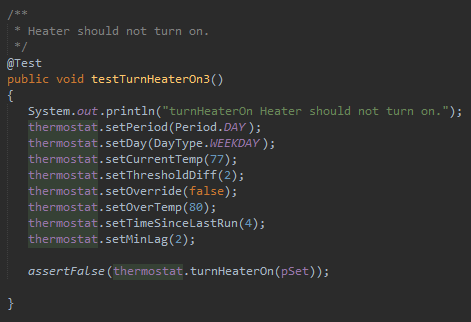 /**
* Heater should not turn on.
*/
@Test
public void testTurnHeaterOn3()
{
System.out.println("turnHeaterOn Heater should not turn on.");
thermostat.setPeriod(Period.DAY);
thermostat.setDay(DayType.WEEKDAY);
thermostat.setCurrentTemp(77);
thermostat.setThresholdDiff(2);
thermostat.setOverride(false);
thermostat.setOverTemp(80);
thermostat.setTimeSinceLastRun(4);
thermostat.setMinLag(2);
assertFalse(thermostat.turnHeaterOn(pSet));
}